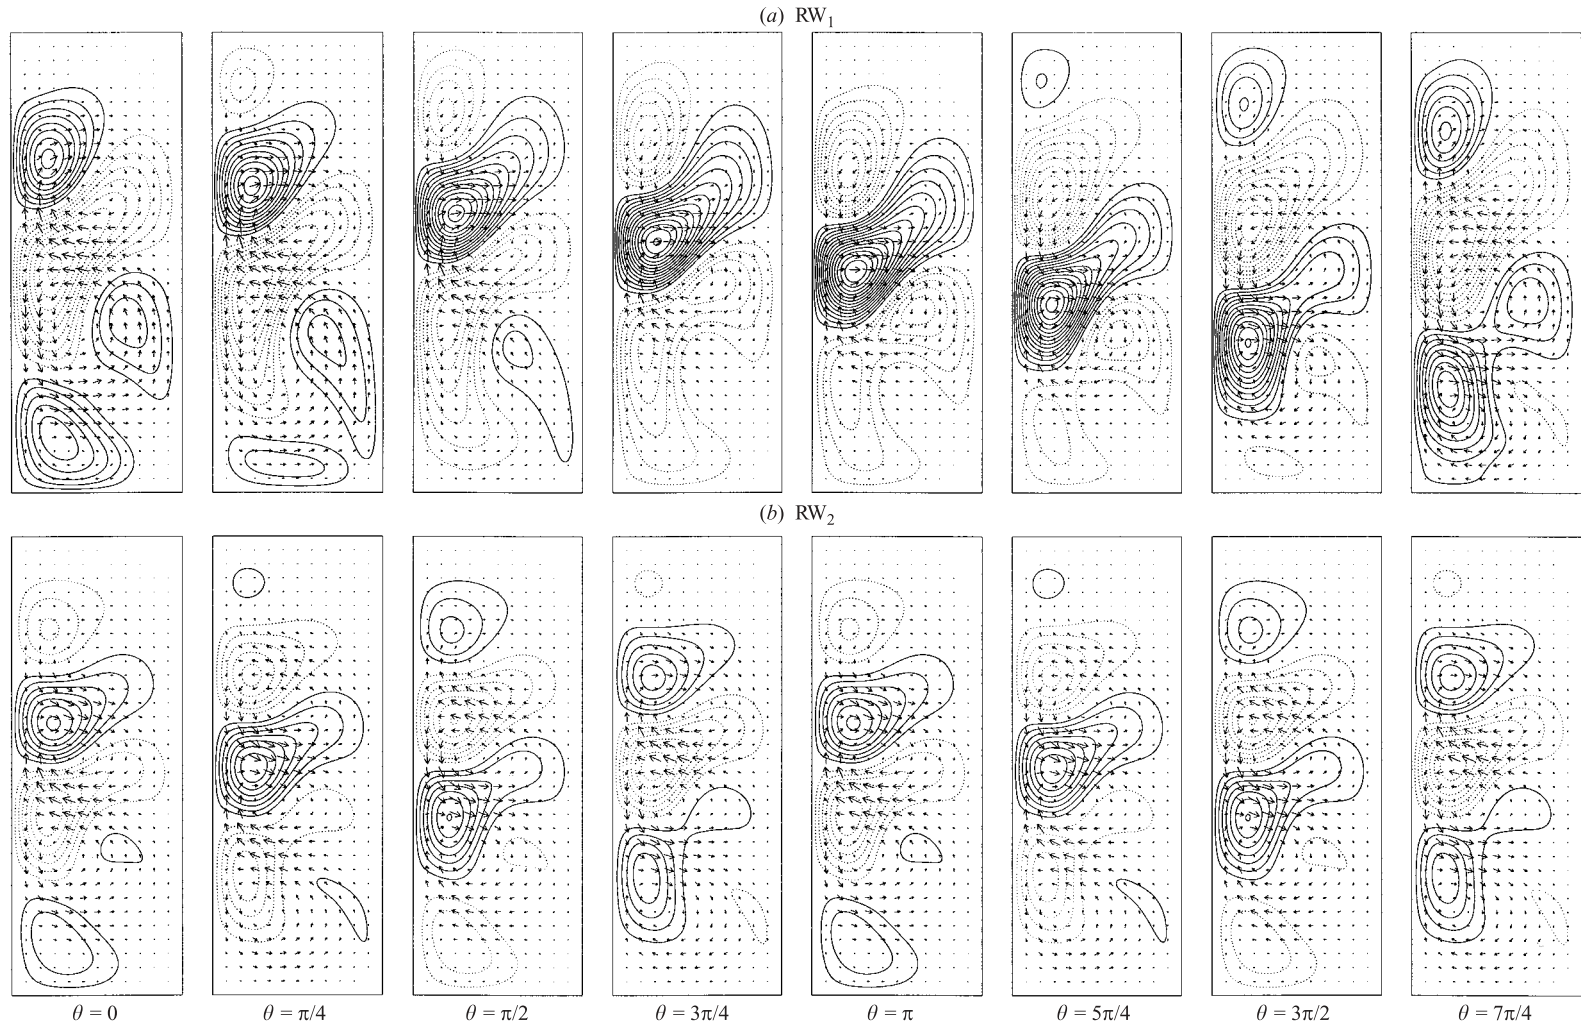 (a) RW₁
(b) RW₂
θ = 0 θ = π/4 θ = π/2 θ = 3π/4 θ = π θ = 5π/4 θ = 3π/2 θ = 7π/4